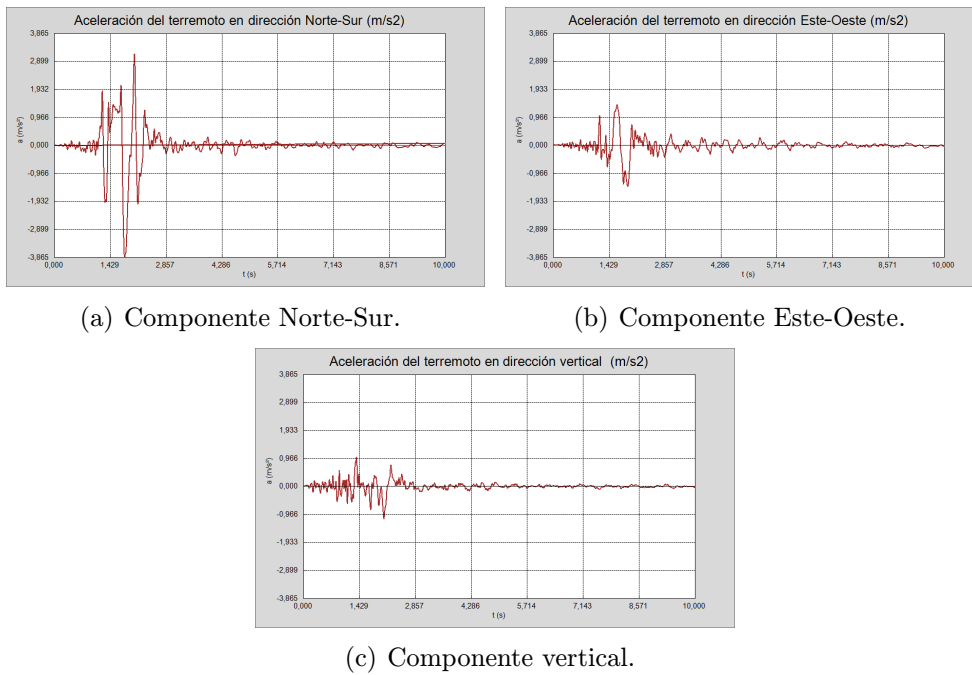 Aceleración del terremoto en dirección Norte-Sur (m/s2)
3,865
2,899
1,932
0,966
0,000
-0,966
-1,932
-2,899
-3,865
a (m/s²)
0,000 1,429 2,857 4,286 5,714 7,143 8,571 10,000
t (s)
(a) Componente Norte-Sur.
Aceleración del terremoto en dirección Este-Oeste (m/s2)
3,865
2,899
1,933
0,966
0,000
-0,966
-1,933
-2,899
-3,865
a (m/s²)
0,000 1,429 2,857 4,286 5,714 7,143 8,571 10,000
t (s)
(b) Componente Este-Oeste.
Aceleración del terremoto en dirección vertical (m/s2)
3,865
2,899
1,933
0,966
0,000
-0,966
-1,933
-2,899
-3,865
a (m/s²)
0,000 1,429 2,857 4,286 5,714 7,143 8,571 10,000
t (s)
(c) Componente vertical.